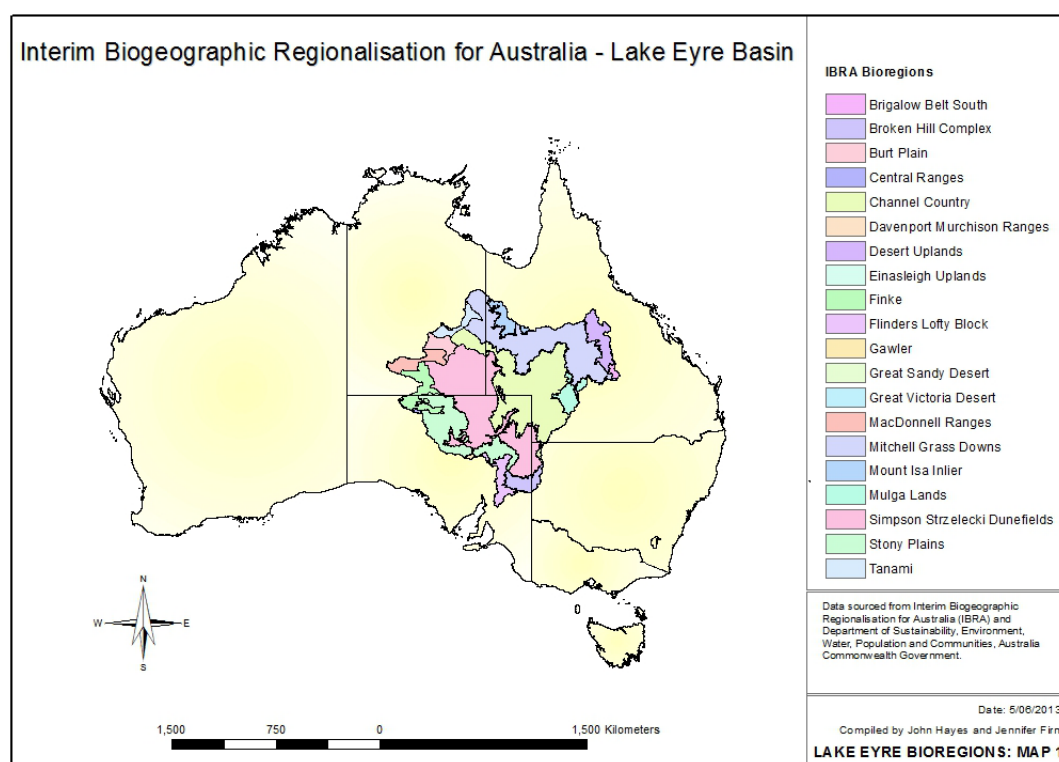 Interim Biogeographic Regionalisation for Australia - Lake Eyre Basin
IBRA Bioregions
Brigalow Belt South
Broken Hill Complex
Burt Plain
Central Ranges
Channel Country
Davenport Murchison Ranges
Desert Uplands
Einasleigh Uplands
Finke
Flinders Lofty Block
Gawler
Great Sandy Desert
Great Victoria Desert
MacDonnell Ranges
Mitchell Grass Downs
Mount Isa Inlier
Mulga Lands
Simpson Strzelecki Dunefields
Stony Plains
Tanami
N
W E
S
1,500 750 0 1,500 Kilometers
Data sourced from Interim Biogeographic
Regionalisation for Australia (IBRA) and
Department of Sustainability, Environment,
Water, Population and Communities, Australia
Commonwealth Government.
Date: 5/06/2013
Compiled by John Hayes and Jennifer Firn
LAKE EYRE BIOREGIONS: MAP 1